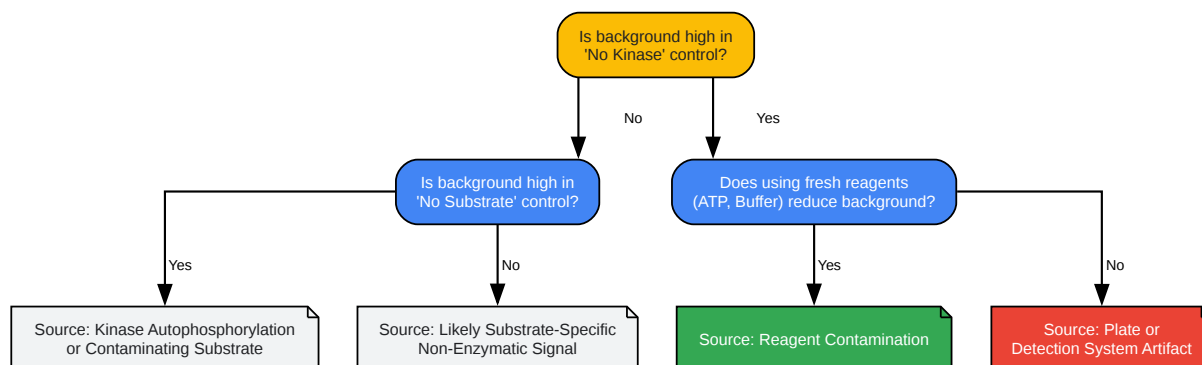 Is background high in
'No Kinase' control?
No
Yes
Is background high in
'No Substrate' control?
Does using fresh reagents
(ATP, Buffer) reduce background?
Yes
No
Yes
No
Source: Kinase Autophosphorylation
or Contaminating Substrate
Source: Likely Substrate-Specific
Non-Enzymatic Signal
Source: Reagent Contamination
Source: Plate or
Detection System Artifact